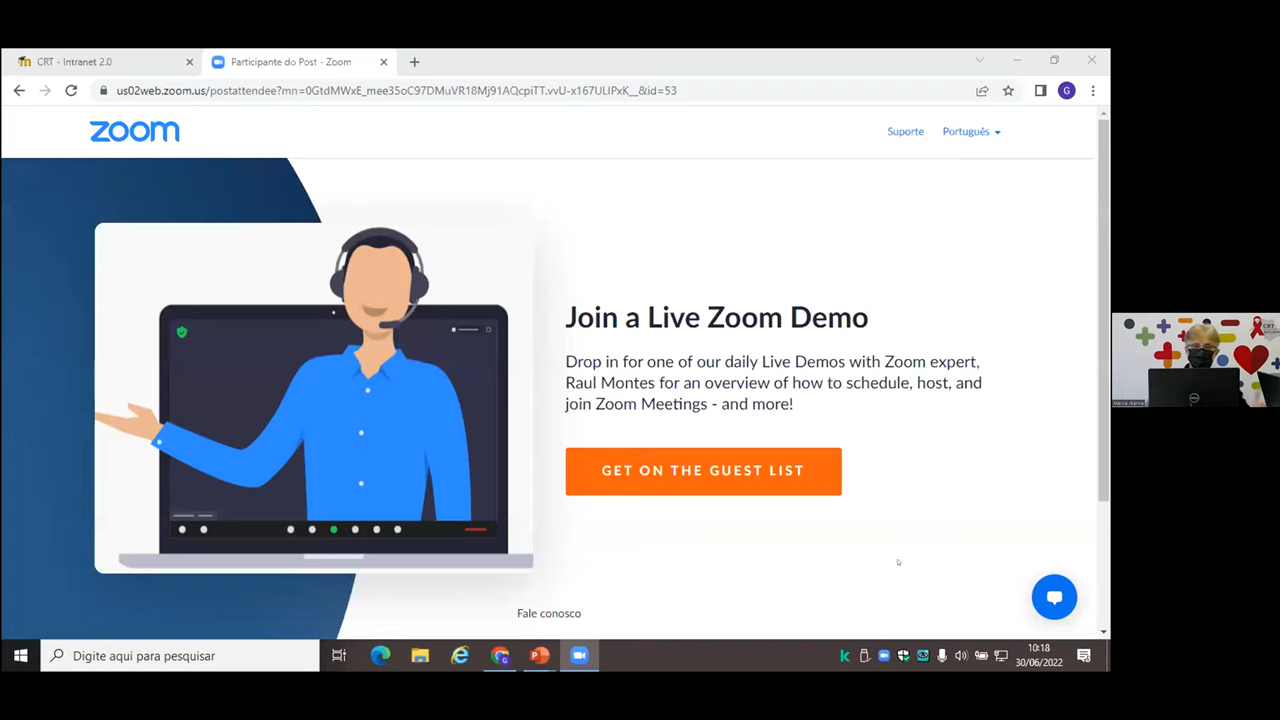 CRT - Intranet 2.0
Participante do Post - Zoom
us02web.zoom.us/postattendee?mn=0GtdMWxE_mee35oC97DMuVR18Mj91AQcpiTT.vvU-x167ULIPxK__&id=53
G
zoom
Suporte
Português
Join a Live Zoom Demo
Drop in for one of our daily Live Demos with Zoom expert,
Raul Montes for an overview of how to schedule, host, and
join Zoom Meetings - and more!
GET ON THE GUEST LIST
Fale conosco
CRT
DELL
Digite aqui para pesquisar
10:18
30/06/2022